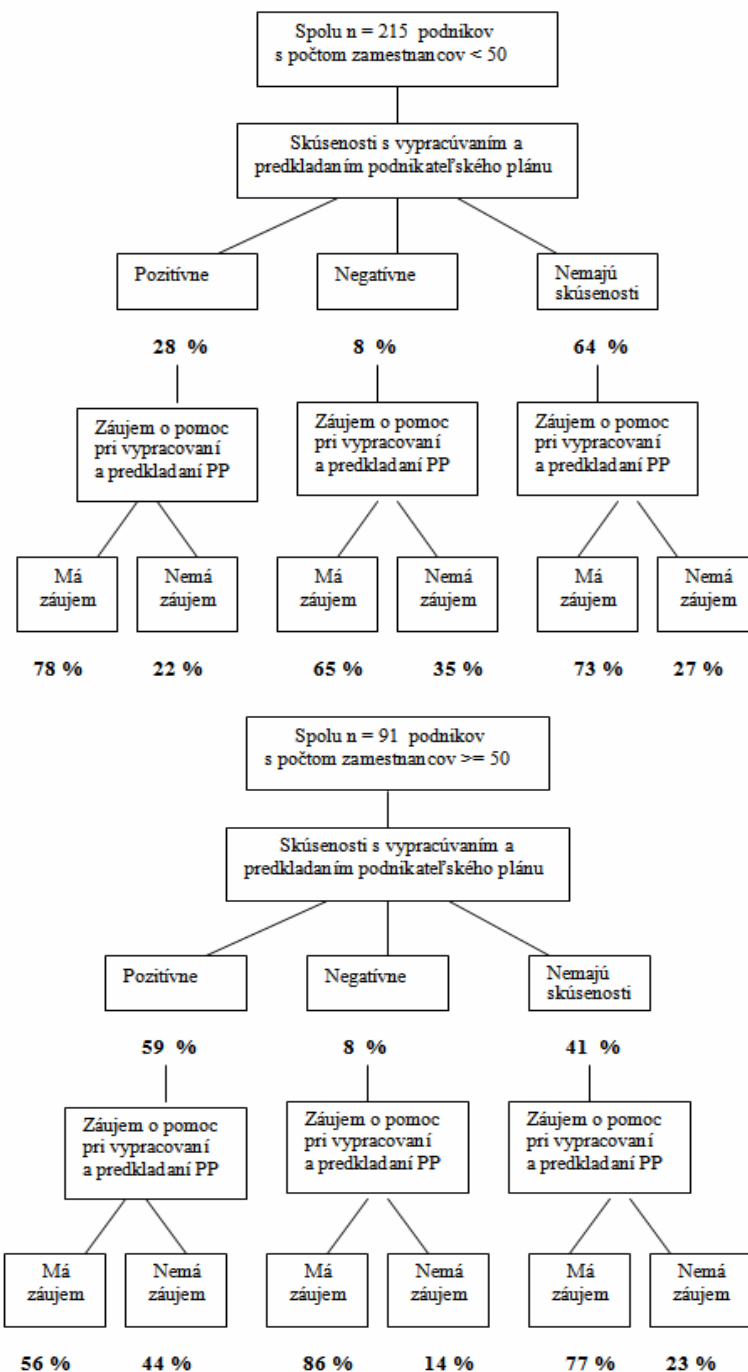 Spolu n = 215 podnikov
s počtom zamestnancov < 50
Skúsenosti s vypracúvaním a
predkladaním podnikateľského plánu
Pozitívne
Negatívne
Nemajú
skúsenosti
28 %
8 %
64 %
Záujem o pomoc
pri vypracovaní
a predkladaní PP
Záujem o pomoc
pri vypracovaní
a predkladaní PP
Záujem o pomoc
pri vypracovaní
a predkladaní PP
Má
záujem
Nemá
záujem
Má
záujem
Nemá
záujem
Má
záujem
Nemá
záujem
78 %
22 %
65 %
35 %
73 %
27 %
Spolu n = 91 podnikov
s počtom zamestnancov >= 50
Skúsenosti s vypracúvaním a
predkladaním podnikateľského plánu
Pozitívne
Negatívne
Nemajú
skúsenosti
59 %
8 %
41 %
Záujem o pomoc
pri vypracovaní
a predkladaní PP
Záujem o pomoc
pri vypracovaní
a predkladaní PP
Záujem o pomoc
pri vypracovaní
a predkladaní PP
Má
záujem
Nemá
záujem
Má
záujem
Nemá
záujem
Má
záujem
Nemá
záujem
56 %
44 %
86 %
14 %
77 %
23 %